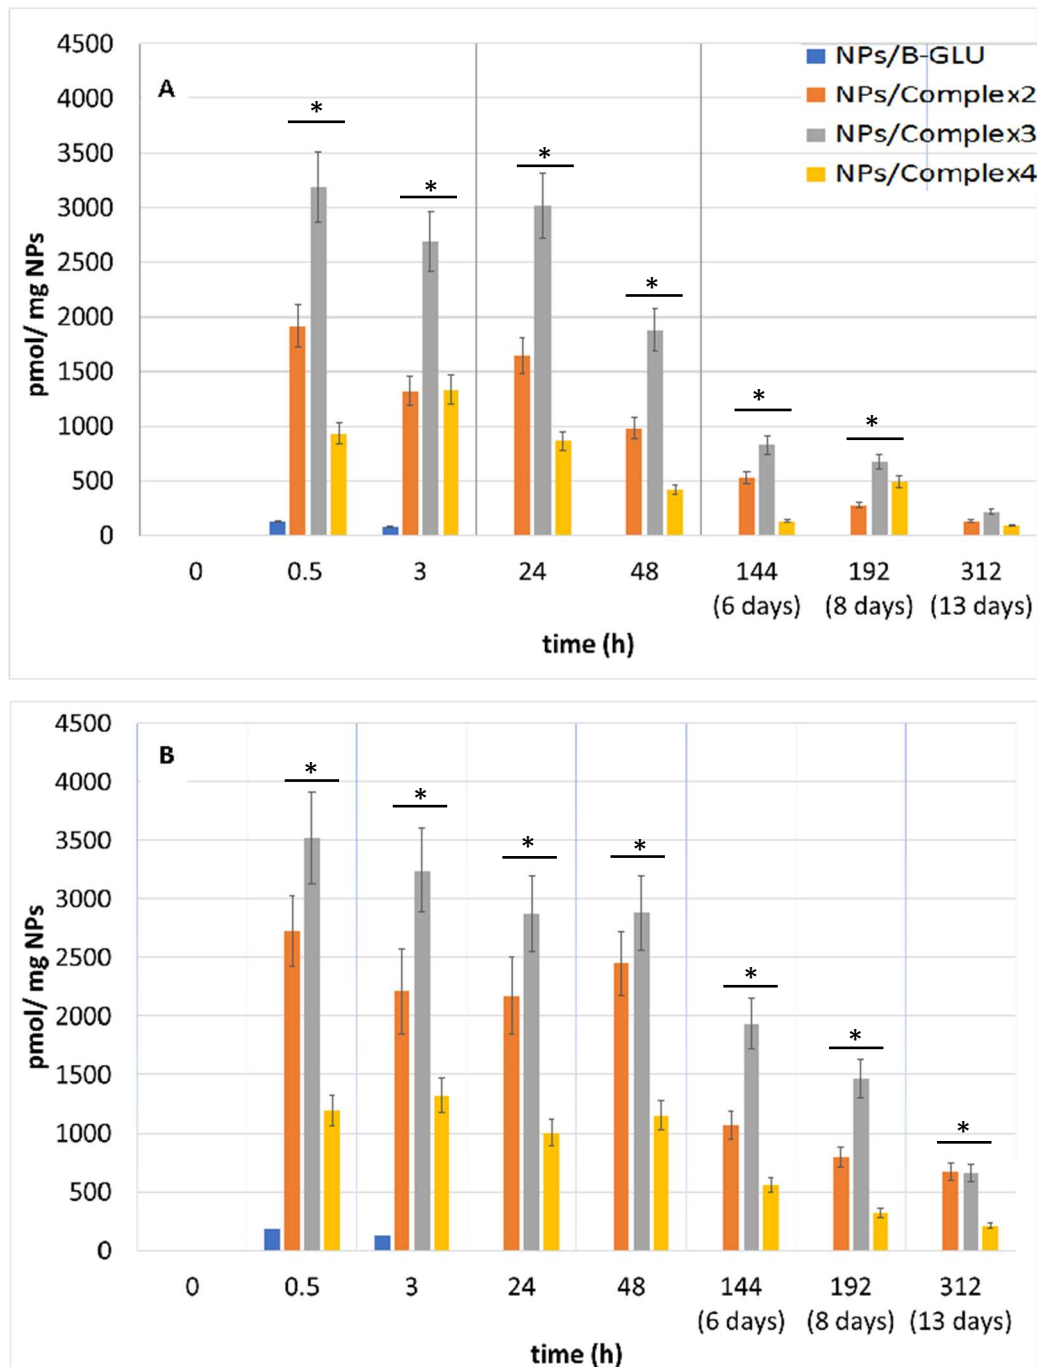 4500
A
NPs/B-GLU
4000
*
NPs/Complex2
3500
*
NPs/Complex3
3000
*
NPs/Complex4
2500
*
2000
1500
*
*
1000
500
0
pmol/ mg NPs
0 0.5 3 24 48 144 192 312
(6 days) (8 days) (13 days)
time (h)
4500
B
4000
*
*
3500
*
*
3000
2500
*
2000
*
1500
*
1000
500
0
pmol/ mg NPs
0 0.5 3 24 48 144 192 312
(6 days) (8 days) (13 days)
time (h)